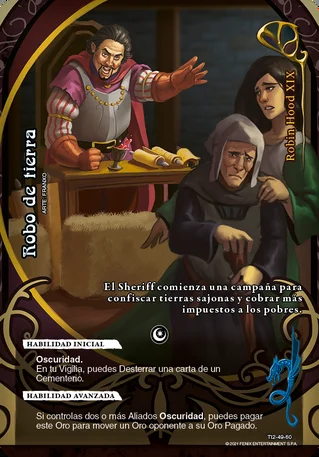 Robin Hood XIX
Robo de tierra
ARTE: FRANXO
El Sheriff comienza una campaña para
confiscar tierras sajonas y cobrar más
impuestos a los pobres.
HABILIDAD INICIAL
Oscuridad.
En tu Vigilia, puedes Desterrar una carta de
un Cementerio.
HABILIDAD AVANZADA
Si controlas dos o más Aliados Oscuridad, puedes pagar
este Oro para mover un Oro oponente a su Oro Pagado.
TI2-49-60
© 2021 FENIX ENTERTAINMENT S.P.A.